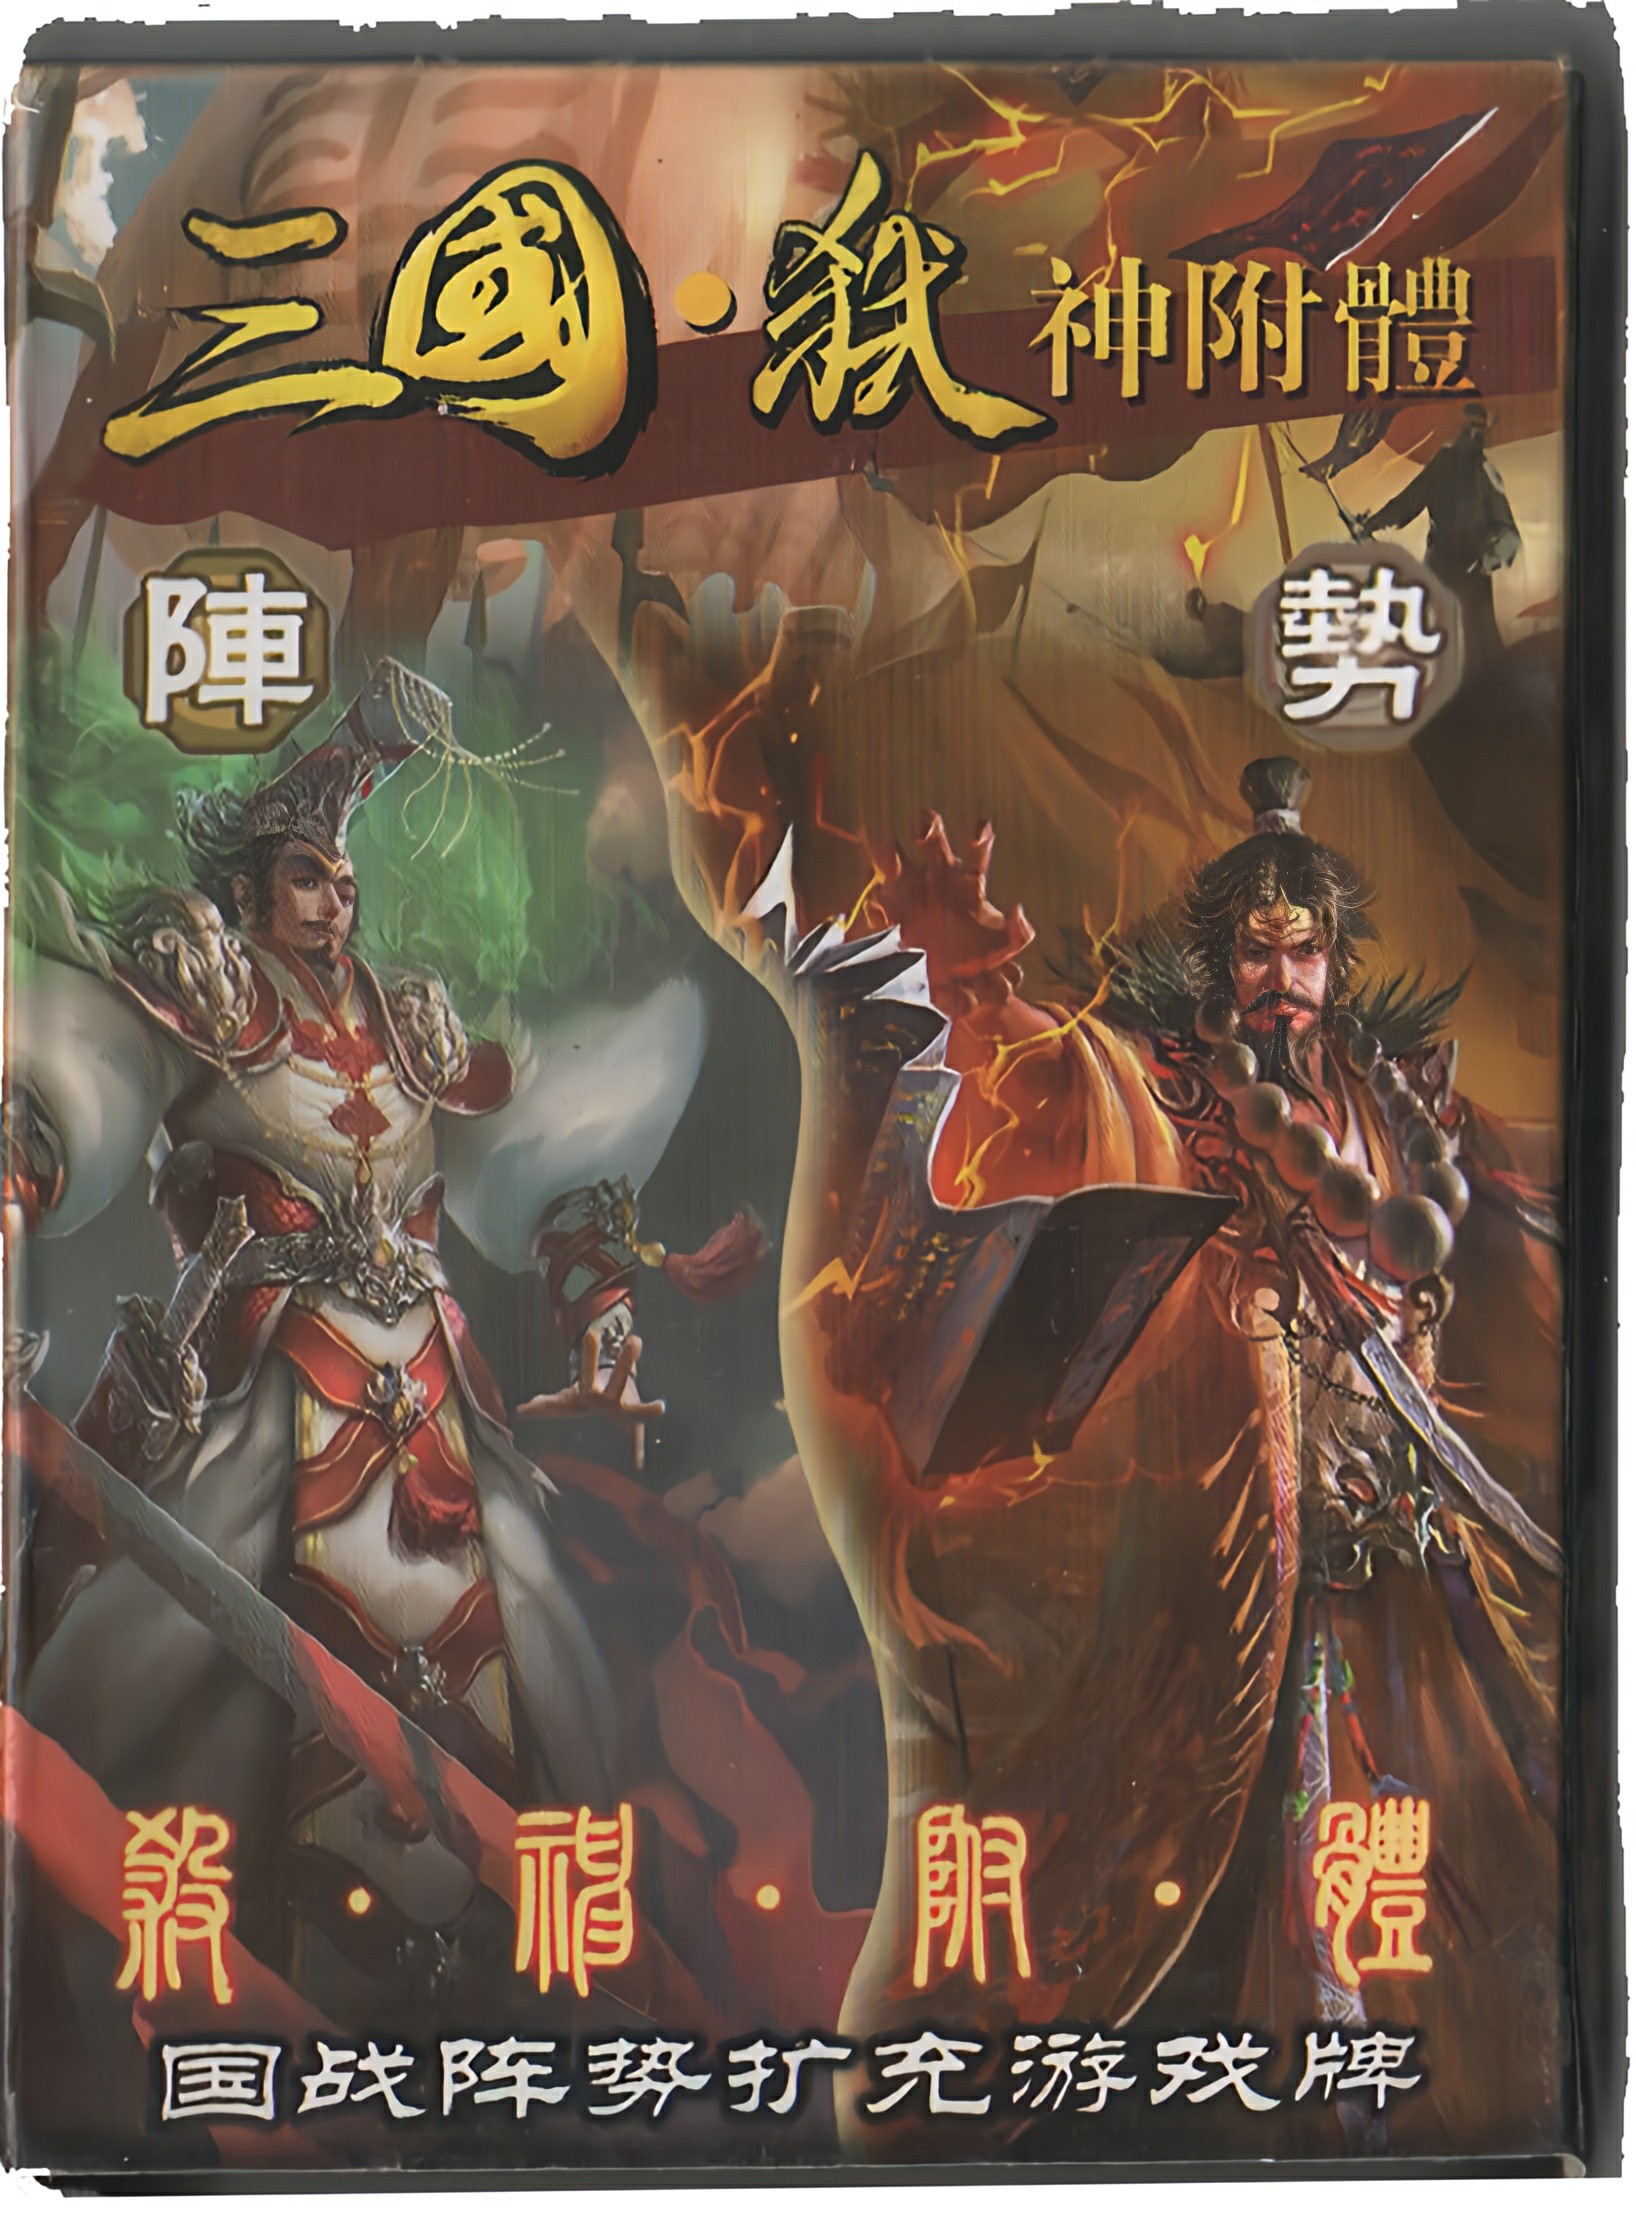 三國·弒 神附體
陣 勢
殺·神·附·體
国战阵势扩充游戏牌